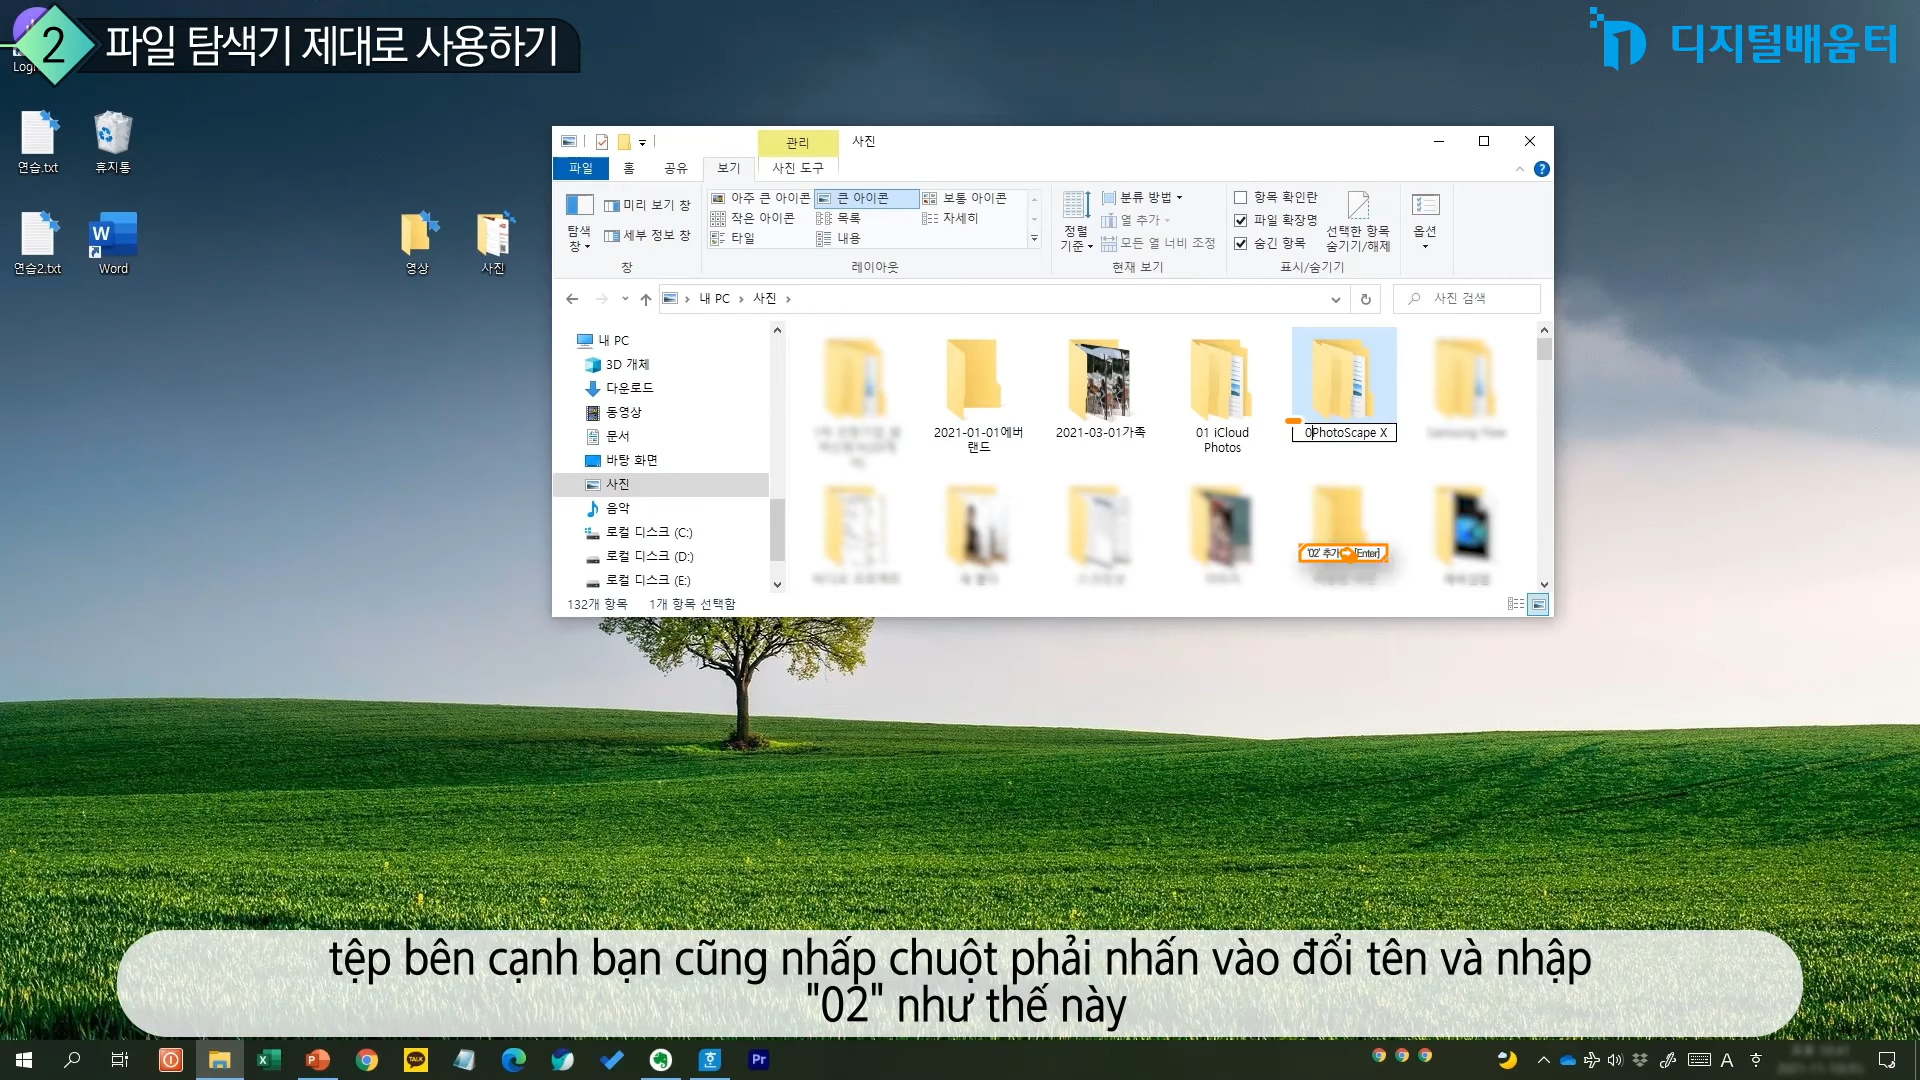 2 파일 탐색기 제대로 사용하기
디지털배움터
연습.txt
휴지통
연습2.txt
Word
영상
사진
관리
사진
파일
홈
공유
보기
사진 도구
탐색 창
미리 보기 창
세부 정보 창
창
아주 큰 아이콘
큰 아이콘
보통 아이콘
작은 아이콘
목록
자세히
타일
내용
레이아웃
정렬 기준
분류 방법
열 추가
모든 열 너비 조정
현재 보기
항목 확인란
파일 확장명
숨긴 항목
선택한 항목
숨기기/해제
표시/숨기기
옵션
내 PC
사진
사진 검색
내 PC
3D 개체
다운로드
동영상
문서
바탕 화면
사진
음악
로컬 디스크 (C:)
로컬 디스크 (D:)
로컬 디스크 (E:)
2021-01-01에버
랜드
2021-03-01가족
01 iCloud
Photos
0PhotoScape X
'02' 추가
[Enter]
132개 항목
1개 항목 선택함
tệp bên cạnh bạn cũng nhấp chuột phải nhấn vào đổi tên và nhập
"02" như thế này
TALK
Pr
A